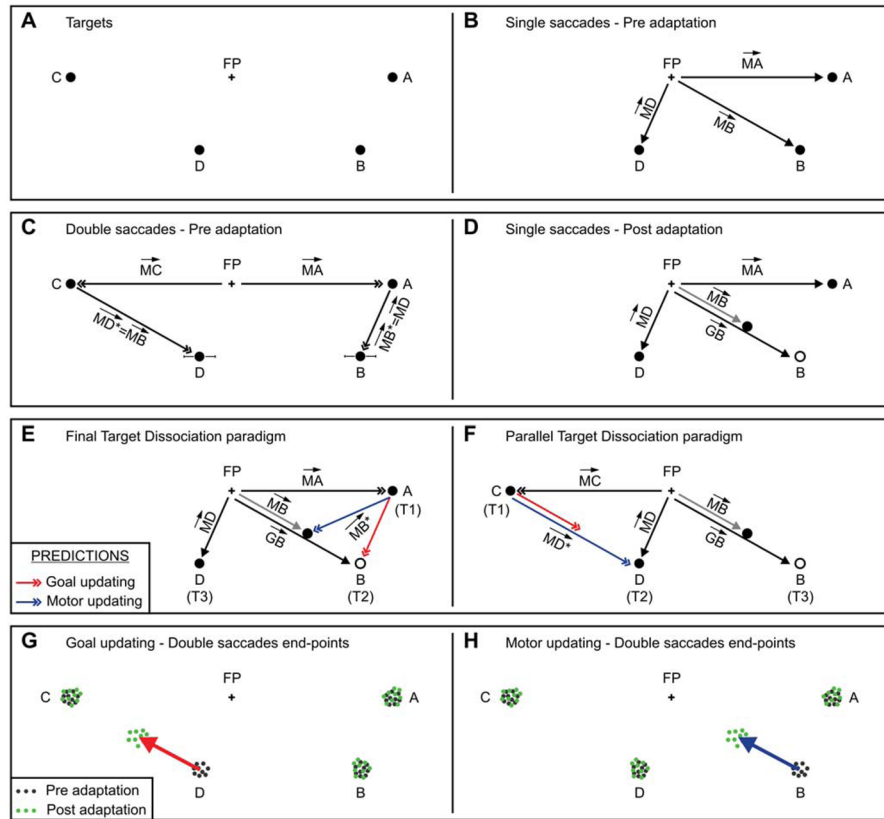 A Targets
FP
C
A
D
B
B Single saccades - Pre adaptation
FP
MA
A
MD
MB
D
B
C Double saccades - Pre adaptation
MC
FP
MA
C
A
MD*=MB
MB*=MD
D
B
D Single saccades - Post adaptation
FP
MA
A
MB
MD
GB
D
B
E Final Target Dissociation paradigm
FP
MA
A
(T1)
MB
MD
GB
MB*
D
(T3)
B
(T2)
PREDICTIONS
Goal updating
Motor updating
F Parallel Target Dissociation paradigm
FP
MC
C
(T1)
MB
MD
GB
MD*
D
(T2)
B
(T3)
G Goal updating - Double saccades end-points
FP
C
A
D
B
Pre adaptation
Post adaptation
H Motor updating - Double saccades end-points
FP
C
A
D
B